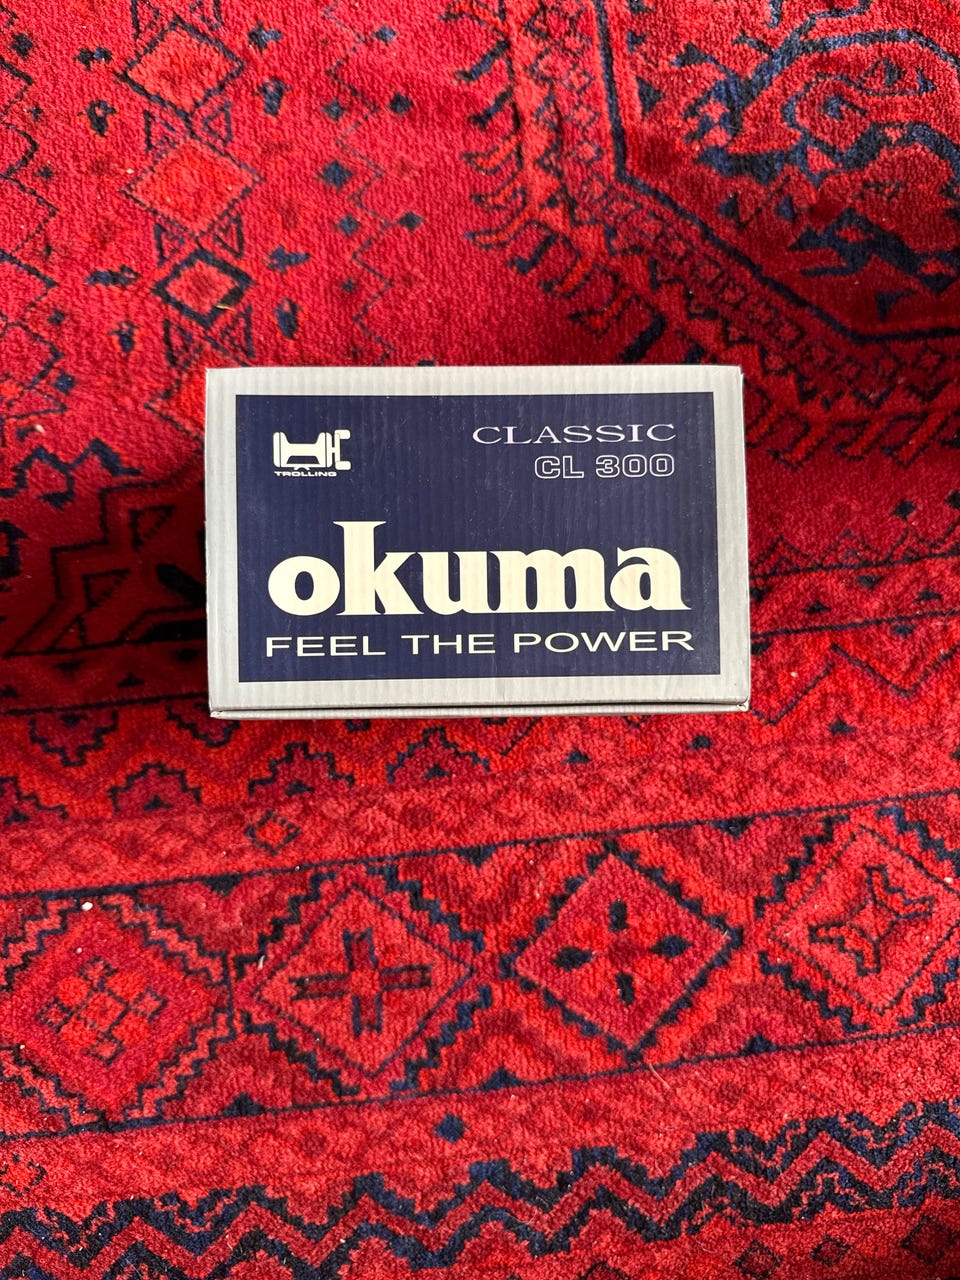 TROLLING
CLASSIC
CL 300
okuma
FEEL THE POWER